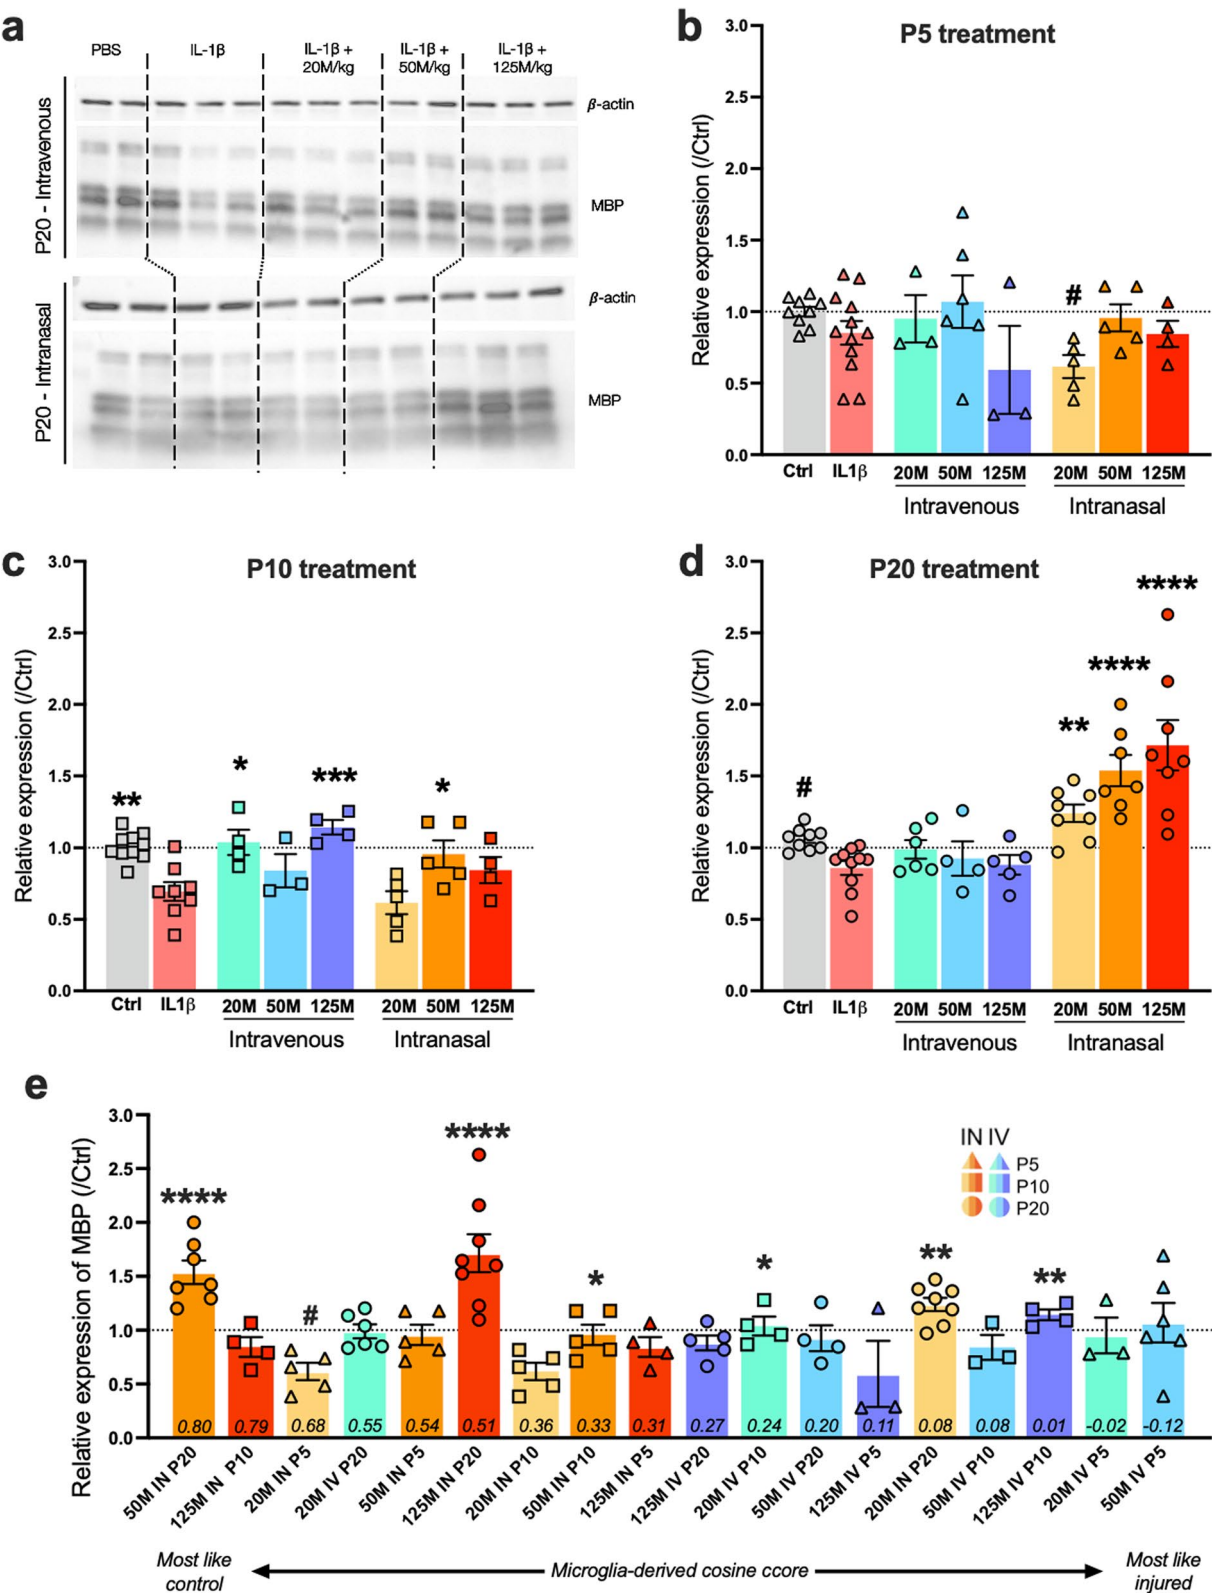 a
PBS
IL-1β
IL-1β +
20M/kg
IL-1β +
50M/kg
IL-1β +
125M/kg
P20 - Intravenous
β-actin
MBP
P20 - Intranasal
β-actin
MBP
b
P5 treatment
Relative expression (/Ctrl)
3.0
2.5
2.0
1.5
1.0
0.5
0.0
#
Ctrl IL1β 20M 50M 125M 20M 50M 125M
Intravenous Intranasal
c
P10 treatment
Relative expression (/Ctrl)
3.0
2.5
2.0
1.5
1.0
0.5
0.0
** * *** *
Ctrl IL1β 20M 50M 125M 20M 50M 125M
Intravenous Intranasal
d
P20 treatment
Relative expression (/Ctrl)
3.0
2.5
2.0
1.5
1.0
0.5
0.0
# ** **** ****
Ctrl IL1β 20M 50M 125M 20M 50M 125M
Intravenous Intranasal
e
Relative expression of MBP (/Ctrl)
3.0
2.5
2.0
1.5
1.0
0.5
0.0
**** # **** * * ** **
IN IV
P5
P10
P20
0.80 0.79 0.68 0.55 0.54 0.51 0.36 0.33 0.31 0.27 0.24 0.20 0.11 0.08 0.08 0.01 -0.02 -0.12
50M IN P20
125M IN P10
20M IN P5
20M IV P20
50M IN P5
125M IN P20
20M IN P10
50M IN P10
125M IN P5
125M IV P20
20M IV P10
50M IV P20
125M IV P5
20M IN P20
50M IV P10
125M IV P10
20M IV P5
50M IV P5
Most like
control
Microglia-derived cosine ccore
Most like
injured